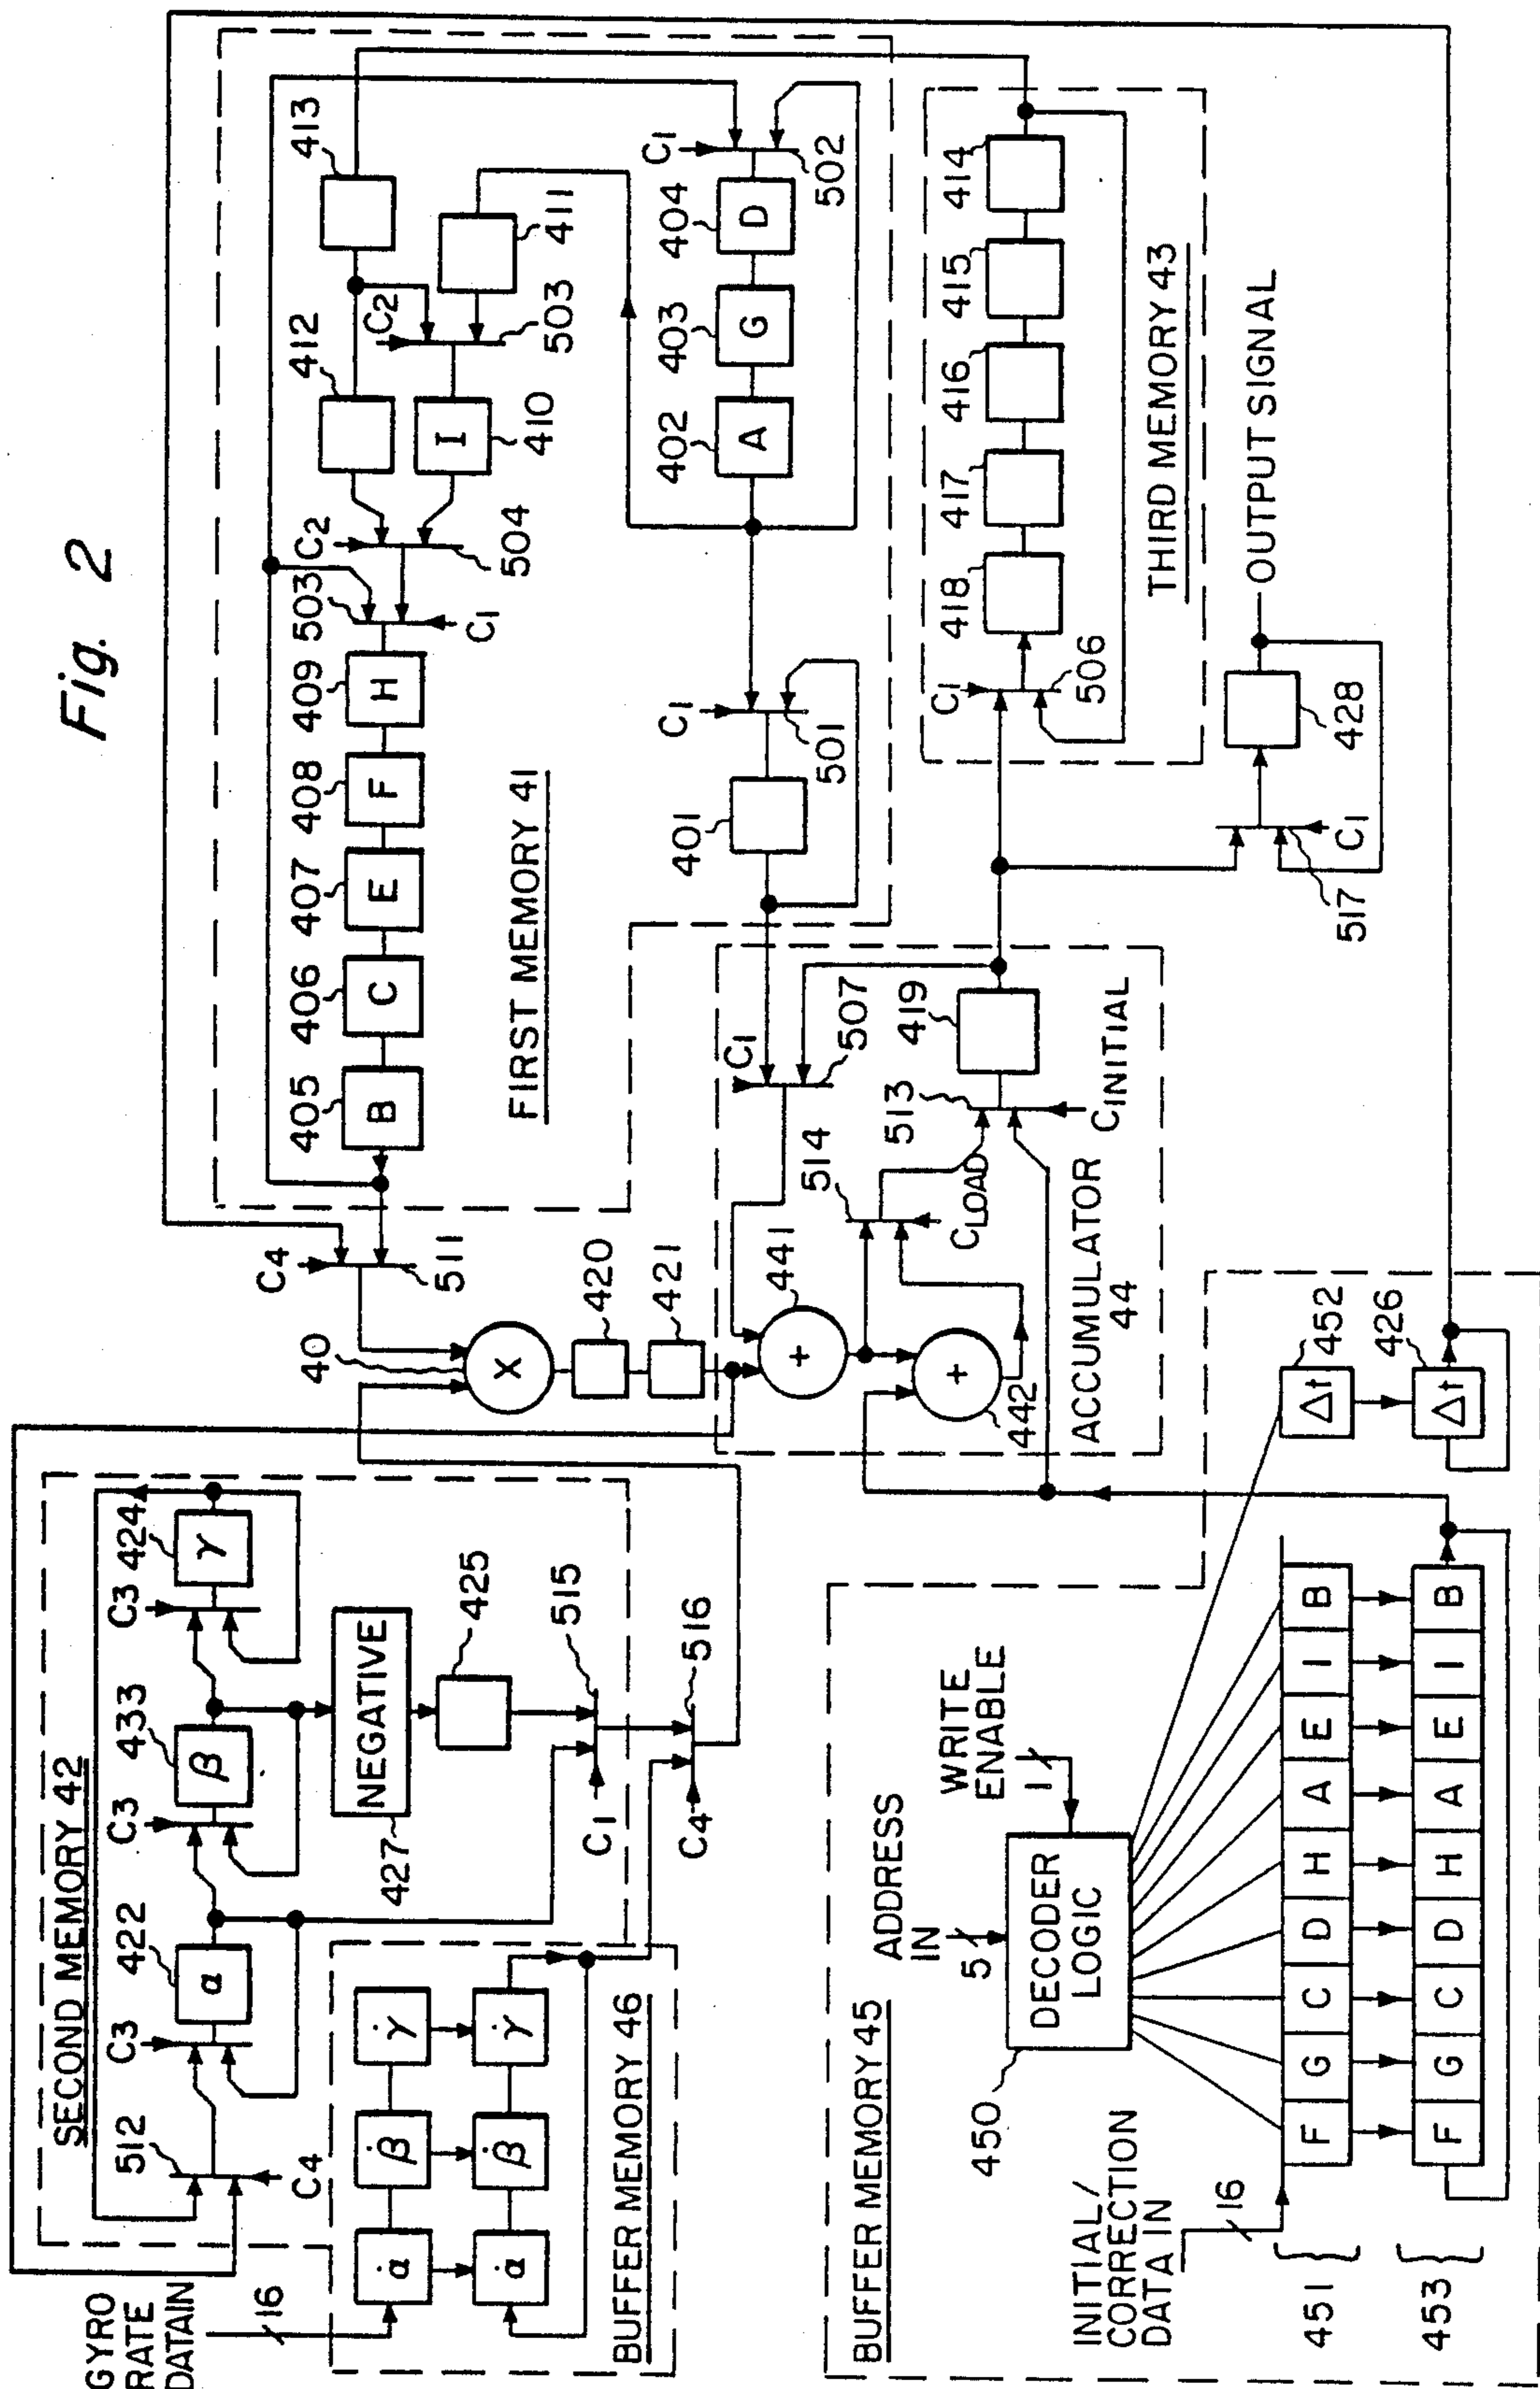 Fig. 2
SECOND MEMORY 42
512
C4
C3
422
α
C3
433
β
C3
424
γ
NEGATIVE
427
425
515
C1
516
C4
GYRO
RATE
DATAIN
16
α̇
β̇
γ̇
α̇
β̇
γ̇
BUFFER MEMORY 46
C4
511
40
X
420
421
FIRST MEMORY 41
405
B
406
C
407
E
408
F
409
H
503
C1
504
C2
412
413
I
410
C2
503
411
402
A
403
G
404
D
C1
502
401
C1
501
C1
507
441
+
442
+
514
CLOAD
513
CINITIAL
419
ACCUMULATOR
44
C1
506
418
417
416
415
414
THIRD MEMORY 43
517
C1
428
OUTPUT SIGNAL
BUFFER MEMORY 45
ADDRESS
IN
5
WRITE
ENABLE
1
450
DECODER
LOGIC
INITIAL/
CORRECTION
DATA IN
16
451
F G C D H A E I B
453
F G C D H A E I B
Δt
452
Δt
426